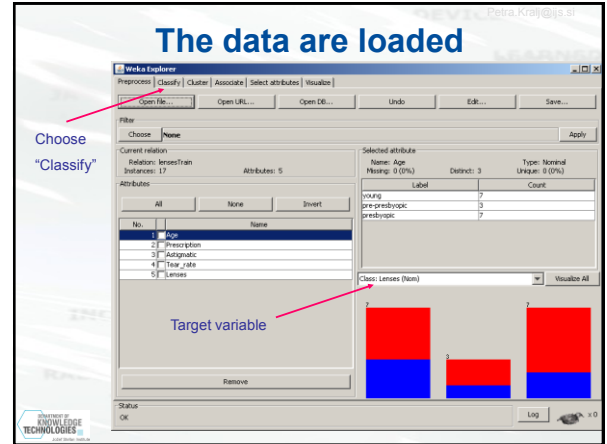 Petra.Kralj@ijs.si
The data are loaded
Weka Explorer
Preprocess Classify Cluster Associate Select attributes Visualize
Open file... Open URL... Open DB... Undo Edit... Save...
Filter
Choose None Apply
Choose
"Classify"
Current relation
Relation: lensesTrain
Instances: 17 Attributes: 5
Selected attribute
Name: Age Type: Nominal
Missing: 0 (0%) Distinct: 3 Unique: 0 (0%)
Attributes
All None Invert
No. Name
1 Age
2 Prescription
3 Astigmatic
4 Tear_rate
5 Lenses
Remove
Label Count
young 7
pre-presbyopic 3
presbyopic 7
Class: Lenses (Nom) Visualize All
Target variable
7 3 7
Status
OK
Log x 0
DEPARTMENT OF
KNOWLEDGE
TECHNOLOGIES